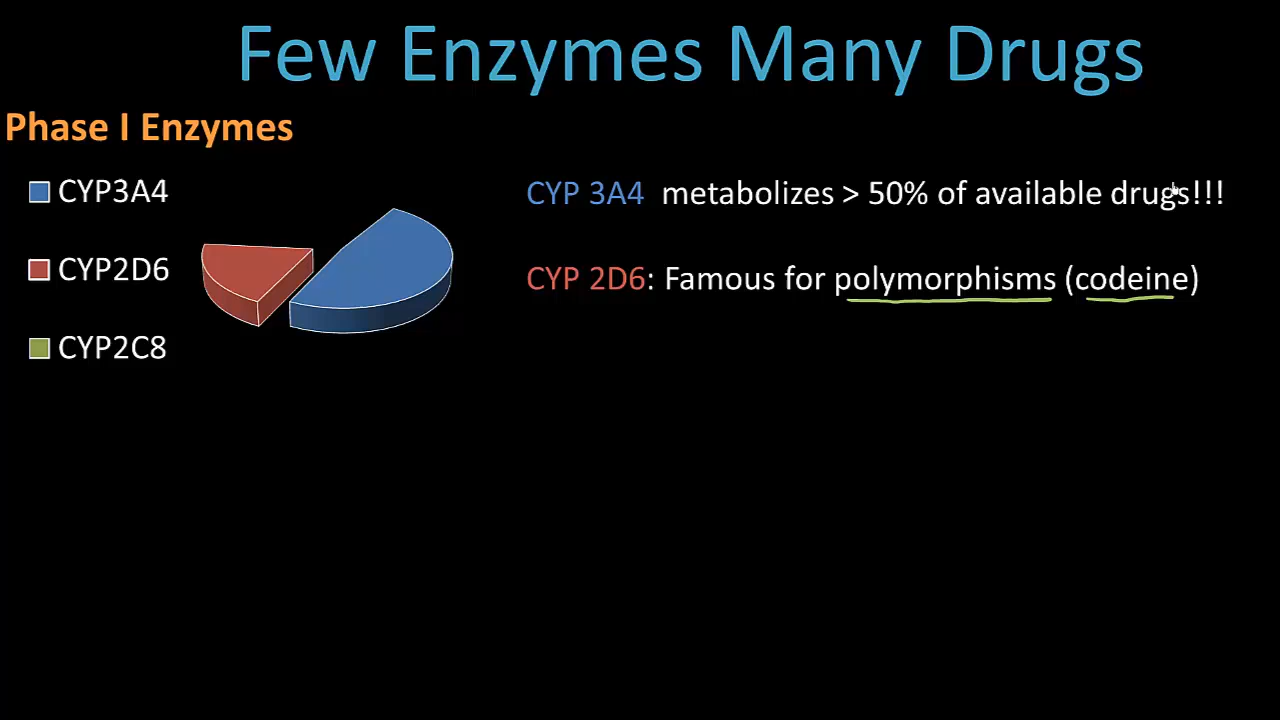 Few Enzymes Many Drugs
Phase I Enzymes
CYP3A4
CYP2D6
CYP2C8
CYP 3A4 metabolizes > 50% of available drugs!!!
CYP 2D6: Famous for polymorphisms (codeine)